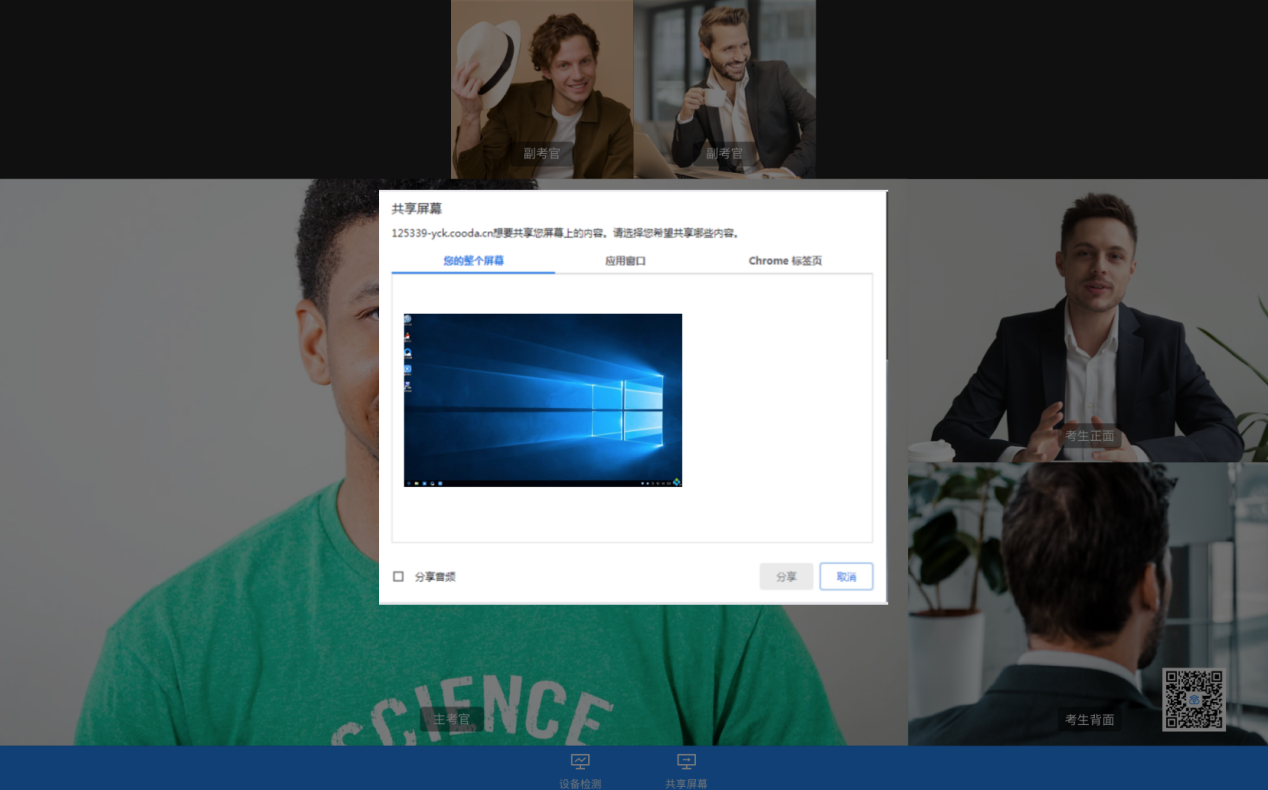 副考官
副考官
共享屏幕
125339-yck.cooda.cn想要共享您屏幕上的内容。请选择您希望共享哪些内容。
您的整个屏幕
应用窗口
Chrome 标签页
考生正面
分享音频
分享
取消
SCIENCE
主考官
考生背面
设备检测
共享屏幕